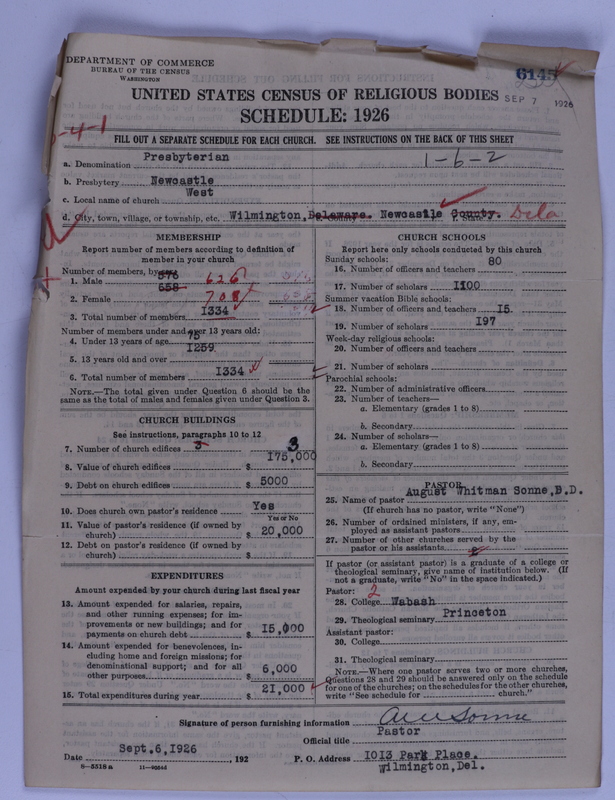 DEPARTMENT OF COMMERCE
BUREAU OF THE CENSUS
WASHINGTON
6143
UNITED STATES CENSUS OF RELIGIOUS BODIES
SEP 7 1926
SCHEDULE: 1926
FILL OUT A SEPARATE SCHEDULE FOR EACH CHURCH. SEE INSTRUCTIONS ON THE BACK OF THIS SHEET
a. Denomination Presbyterian
1-6-2
b. Presbytery Newcastle
c. Local name of church West
d. City, town, village, or township, etc. Wilmington, Delaware. Newcastle County. Dela
MEMBERSHIP
Report number of members according to definition of
member in your church
Number of members, by
1. Male 576 626
2. Female 658 708
3. Total number of members 1334
Number of members under and over 13 years old:
4. Under 13 years of age 75
5. 13 years old and over 1259
6. Total number of members 1334
NOTE.—The total given under Question 6 should be the
same as the total of males and females given under Question 3.
CHURCH BUILDINGS
See instructions, paragraphs 10 to 12
7. Number of church edifices 3 3
8. Value of church edifices $ 175,000
9. Debt on church edifices $ 5000
10. Does church own pastor's residence Yes
Yes or No
11. Value of pastor's residence (if owned by
church) $ 20,000
12. Debt on pastor's residence (if owned by
church) $
EXPENDITURES
Amount expended by your church during last fiscal year
13. Amount expended for salaries, repairs,
and other running expenses; for im-
provements or new buildings; and for
payments on church debt $ 15,000
14. Amount expended for benevolences, in-
cluding home and foreign missions; for
denominational support; and for all
other purposes $ 6,000
15. Total expenditures during year $ 21,000
CHURCH SCHOOLS
Report here only schools conducted by this church
Sunday schools:
16. Number of officers and teachers 80
17. Number of scholars 1100
Summer vacation Bible schools:
18. Number of officers and teachers 15.
19. Number of scholars 197
Week-day religious schools:
20. Number of officers and teachers
21. Number of scholars
Parochial schools:
22. Number of administrative officers
23. Number of teachers—
a. Elementary (grades 1 to 8)
b. Secondary
24. Number of scholars—
a. Elementary (grades 1 to 8)
b. Secondary
PASTOR
25. Name of pastor August Whitman Sonne, B.D.
(If church has no pastor, write "None")
26. Number of ordained ministers, if any, em-
ployed as assistant pastors
27. Number of other churches served by the
pastor or his assistants
If pastor (or assistant pastor) is a graduate of a college or
theological seminary, give name of institution below. (If
not a graduate, write "No" in the space indicated.)
Pastor: 2
28. College Wabash
29. Theological seminary Princeton
Assistant pastor:
30. College
31. Theological seminary
NOTE.—Where one pastor serves two or more churches,
Questions 28 and 29 should be answered only on the schedule
for one of the churches; on the schedules for the other churches,
write "See schedule for church."
Signature of person furnishing information AW Sonne
Official title Pastor
Date Sept.6,1926 , 192
P. O. Address 1013 Park Place.
Wilmington, Del.
8—5318a 11—9034d